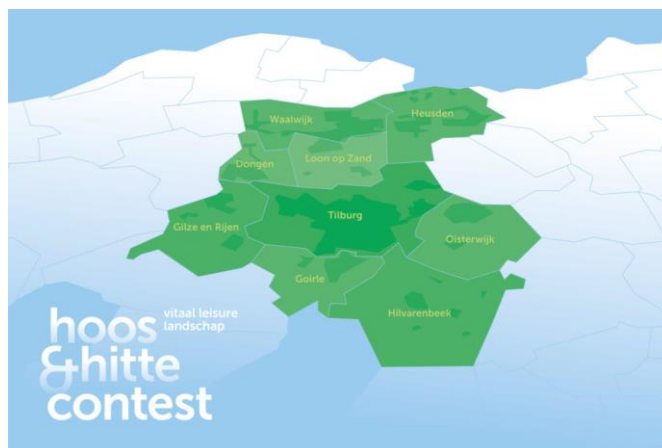 Waalwijk
Heusden
Dongen
Loon op Zand
Tilburg
Gilze en Rijen
Oisterwijk
Goirle
Hilvarenbeek
hoos
&hitte
contest
vitaal leisure
landschap